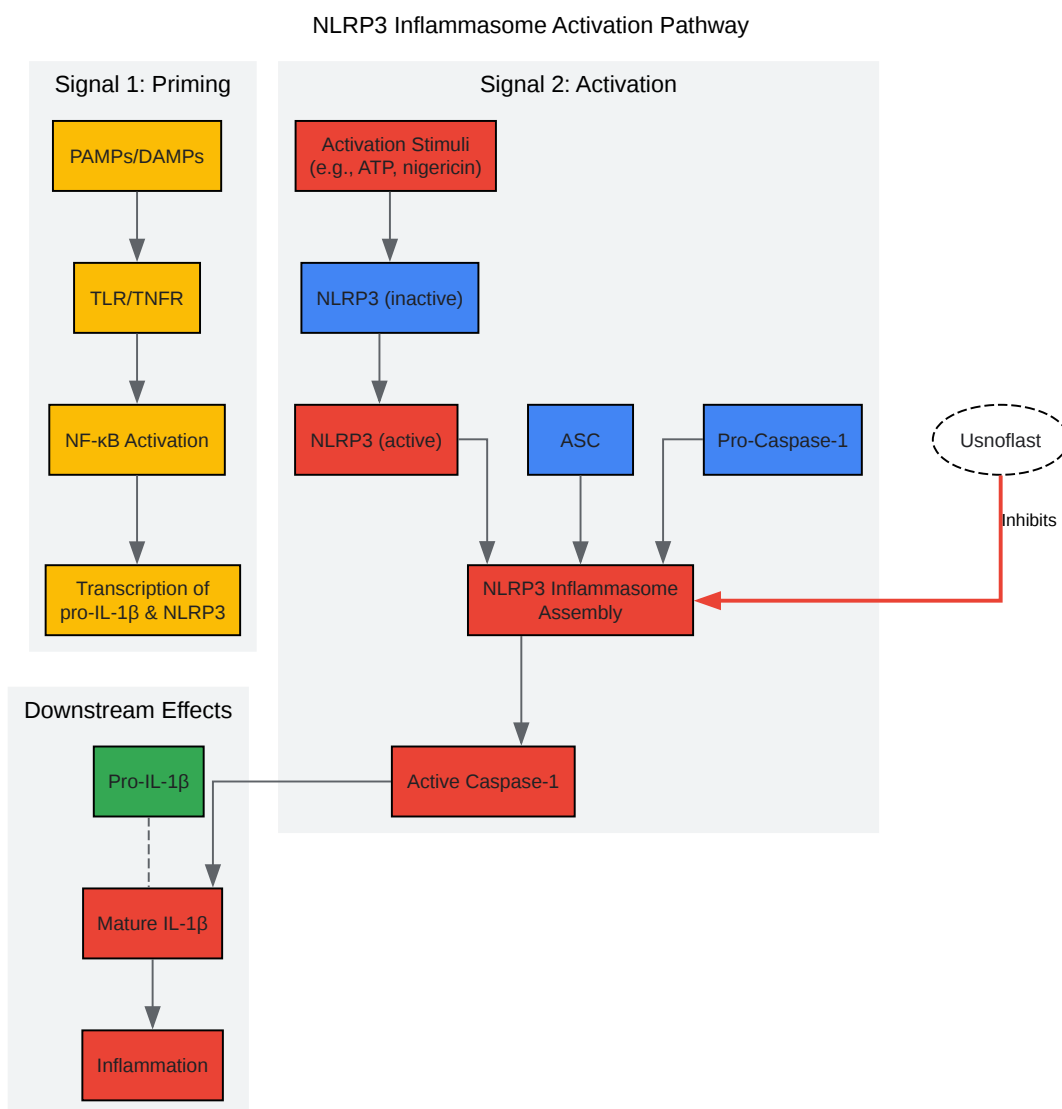 NLRP3 Inflammasome Activation Pathway
Signal 1: Priming
PAMPs/DAMPs
TLR/TNFR
NF-κB Activation
Transcription of
pro-IL-1β & NLRP3
Signal 2: Activation
Activation Stimuli
(e.g., ATP, nigericin)
NLRP3 (inactive)
NLRP3 (active)
ASC
Pro-Caspase-1
Usnoflast
Inhibits
NLRP3 Inflammasome
Assembly
Active Caspase-1
Downstream Effects
Pro-IL-1β
Mature IL-1β
Inflammation